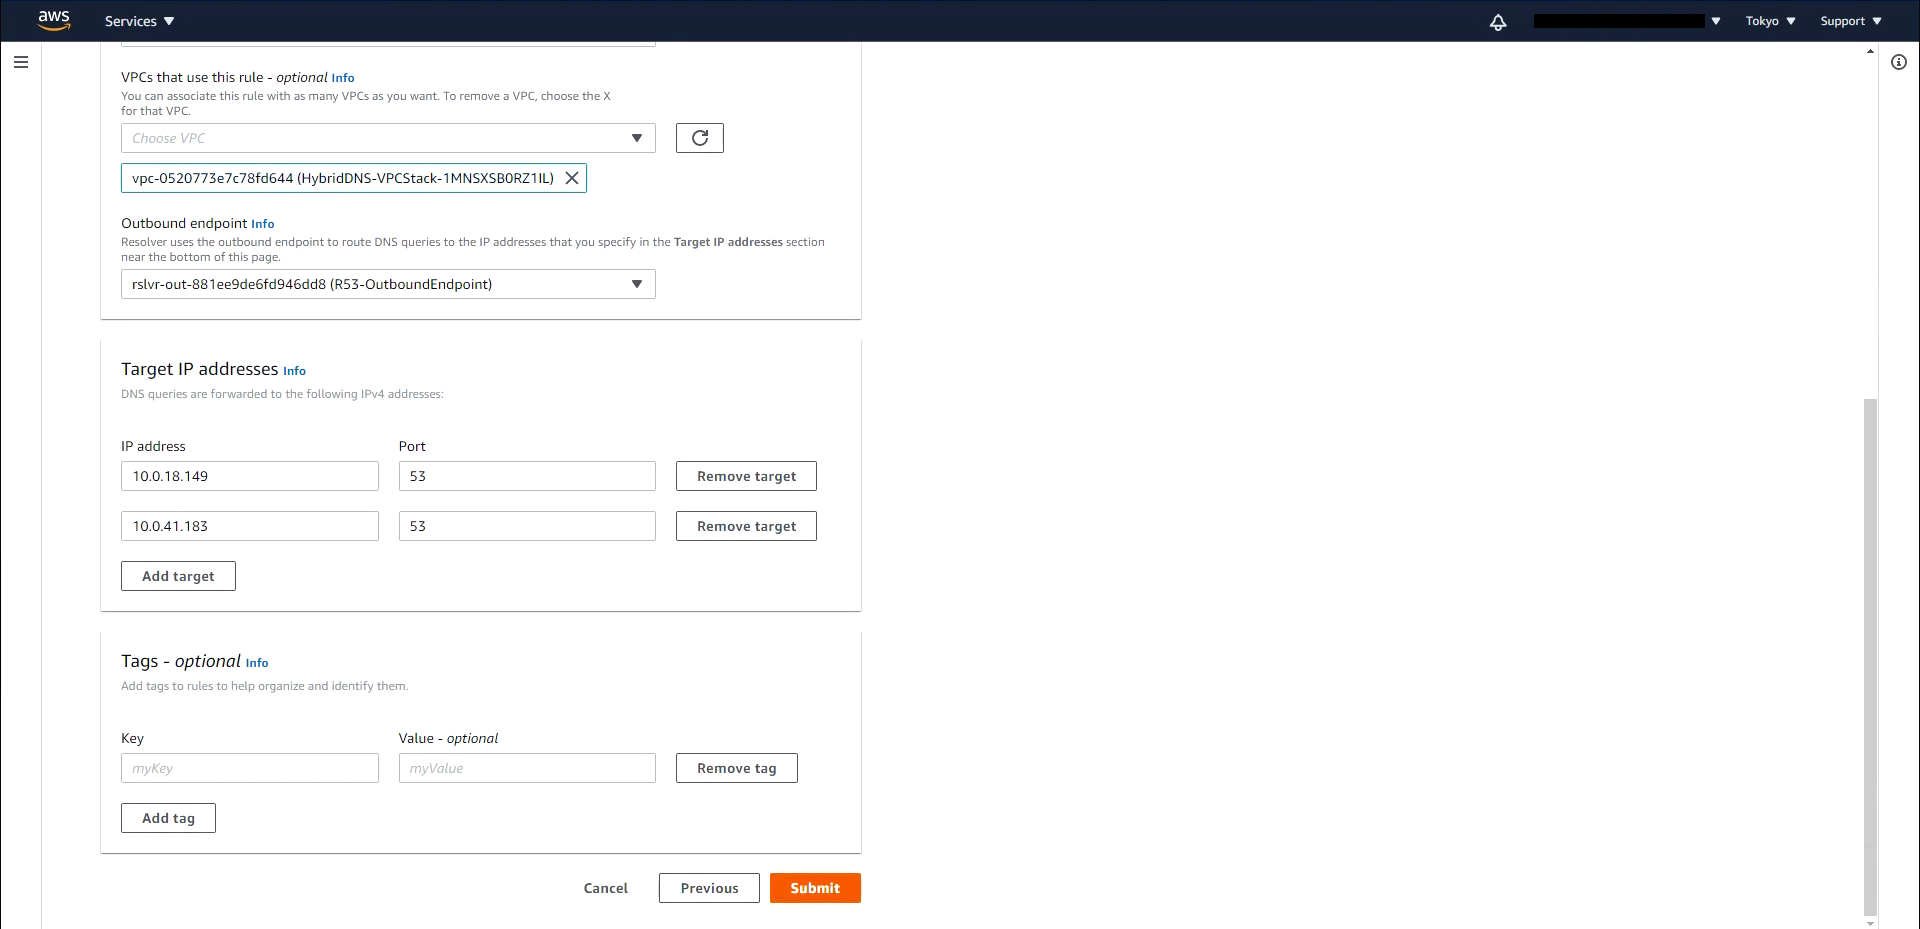 aws
Services
Tokyo
Support
VPCs that use this rule - optional Info
You can associate this rule with as many VPCs as you want. To remove a VPC, choose the X
for that VPC.
Choose VPC
vpc-0520773e7c78fd644 (HybridDNS-VPCStack-1MNSXSB0RZ1IL)
Outbound endpoint Info
Resolver uses the outbound endpoint to route DNS queries to the IP addresses that you specify in the Target IP addresses section
near the bottom of this page.
rslvr-out-881ee9de6fd946dd8 (R53-OutboundEndpoint)
Target IP addresses Info
DNS queries are forwarded to the following IPv4 addresses:
IP address Port
10.0.18.149 53 Remove target
10.0.41.183 53 Remove target
Add target
Tags - optional Info
Add tags to rules to help organize and identify them.
Key Value - optional
myKey myValue Remove tag
Add tag
Cancel Previous Submit